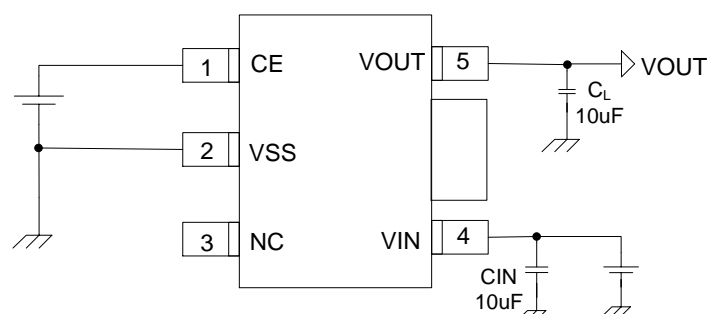 1 CE VOUT 5 VOUT
CL
10uF
2 VSS
3 NC VIN 4
CIN
10uF